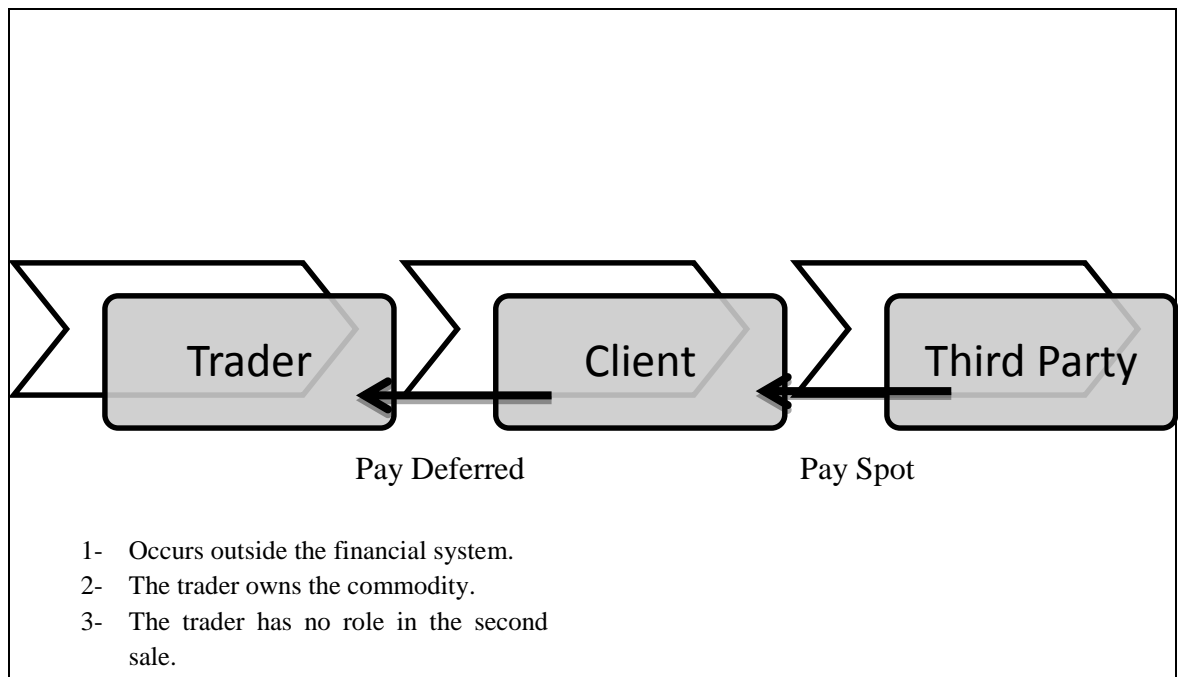 Trader Client Third Party
Pay Deferred Pay Spot
1- Occurs outside the financial system.
2- The trader owns the commodity.
3- The trader has no role in the second
sale.